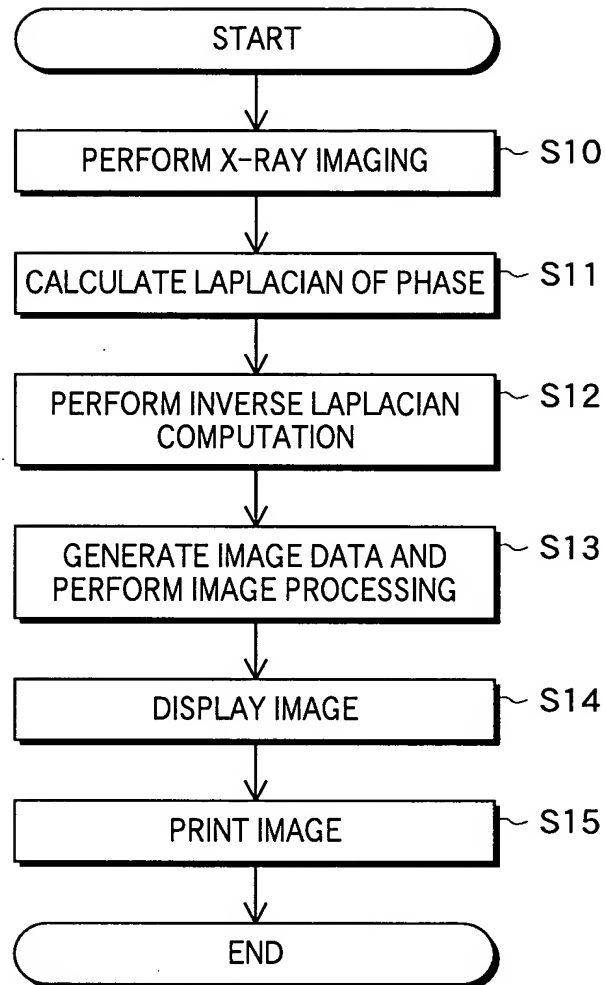 START
PERFORM X-RAY IMAGING
S10
CALCULATE LAPLACIAN OF PHASE
S11
PERFORM INVERSE LAPLACIAN
COMPUTATION
S12
GENERATE IMAGE DATA AND
PERFORM IMAGE PROCESSING
S13
DISPLAY IMAGE
S14
PRINT IMAGE
S15
END